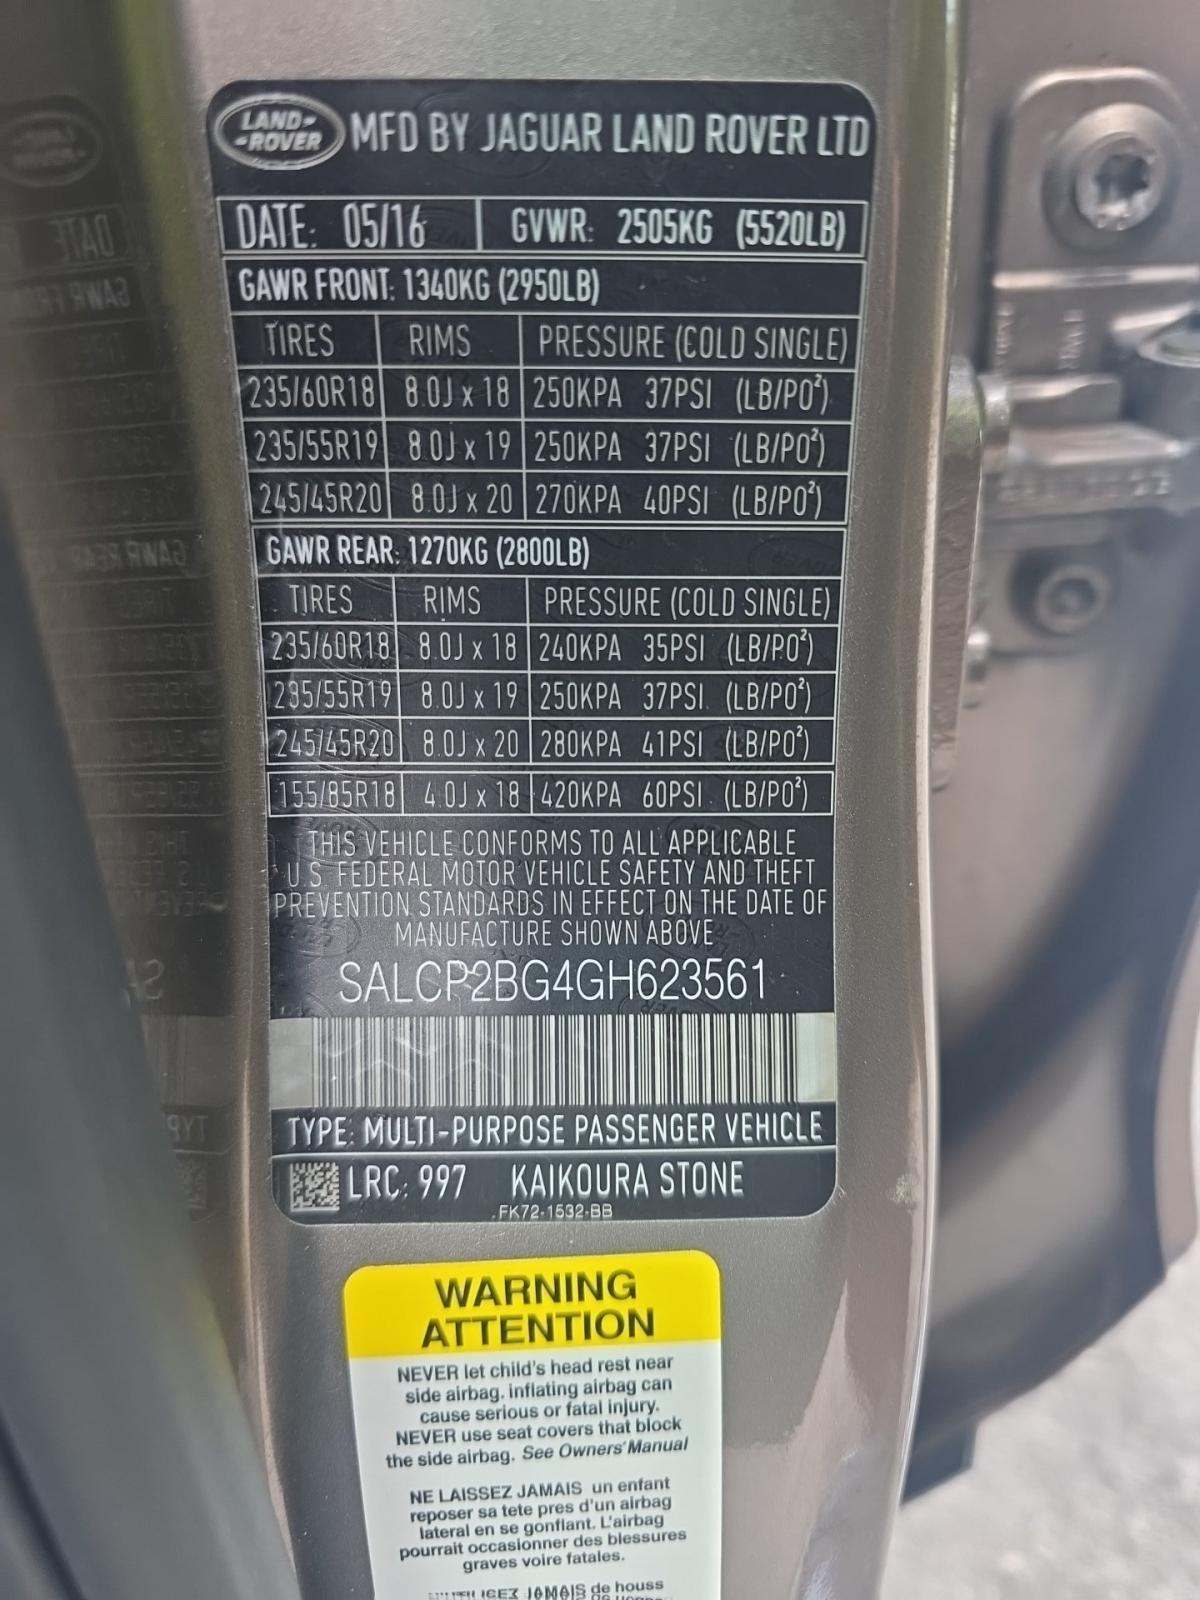 LAND-
-ROVER
MFD BY JAGUAR LAND ROVER LTD
DATE: 05/16 GVWR: 2505KG (5520LB)
GAWR FRONT: 1340KG (2950LB)
TIRES RIMS PRESSURE (COLD SINGLE)
235/60R18 8.0J x 18 250KPA 37PSI (LB/PO²)
235/55R19 8.0J x 19 250KPA 37PSI (LB/PO²)
245/45R20 8.0J x 20 270KPA 40PSI (LB/PO²)
GAWR REAR: 1270KG (2800LB)
TIRES RIMS PRESSURE (COLD SINGLE)
235/60R18 8.0J x 18 240KPA 35PSI (LB/PO²)
235/55R19 8.0J x 19 250KPA 37PSI (LB/PO²)
245/45R20 8.0J x 20 280KPA 41PSI (LB/PO²)
155/85R18 4.0J x 18 420KPA 60PSI (LB/PO²)
THIS VEHICLE CONFORMS TO ALL APPLICABLE
U.S. FEDERAL MOTOR VEHICLE SAFETY AND THEFT
PREVENTION STANDARDS IN EFFECT ON THE DATE OF
MANUFACTURE SHOWN ABOVE
SALCP2BG4GH623561
TYPE: MULTI-PURPOSE PASSENGER VEHICLE
LRC: 997 KAIKOURA STONE
FK72-1532-BB
WARNING
ATTENTION
NEVER let child's head rest near
side airbag. inflating airbag can
cause serious or fatal injury.
NEVER use seat covers that block
the side airbag. See Owners' Manual
NE LAISSEZ JAMAIS un enfant
reposer sa tete pres d'un airbag
lateral en se gonflant. L'airbag
pourrait occasionner des blessures
graves voire fatales.
JAMAIS de houss